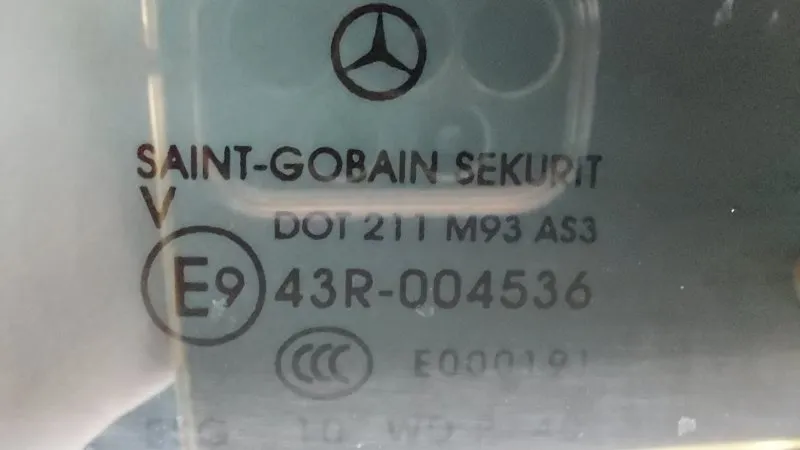 SAINT-GOBAIN SEKURIT
V
DOT 211 M93 AS3
E9 43R-004536
CCC E000191